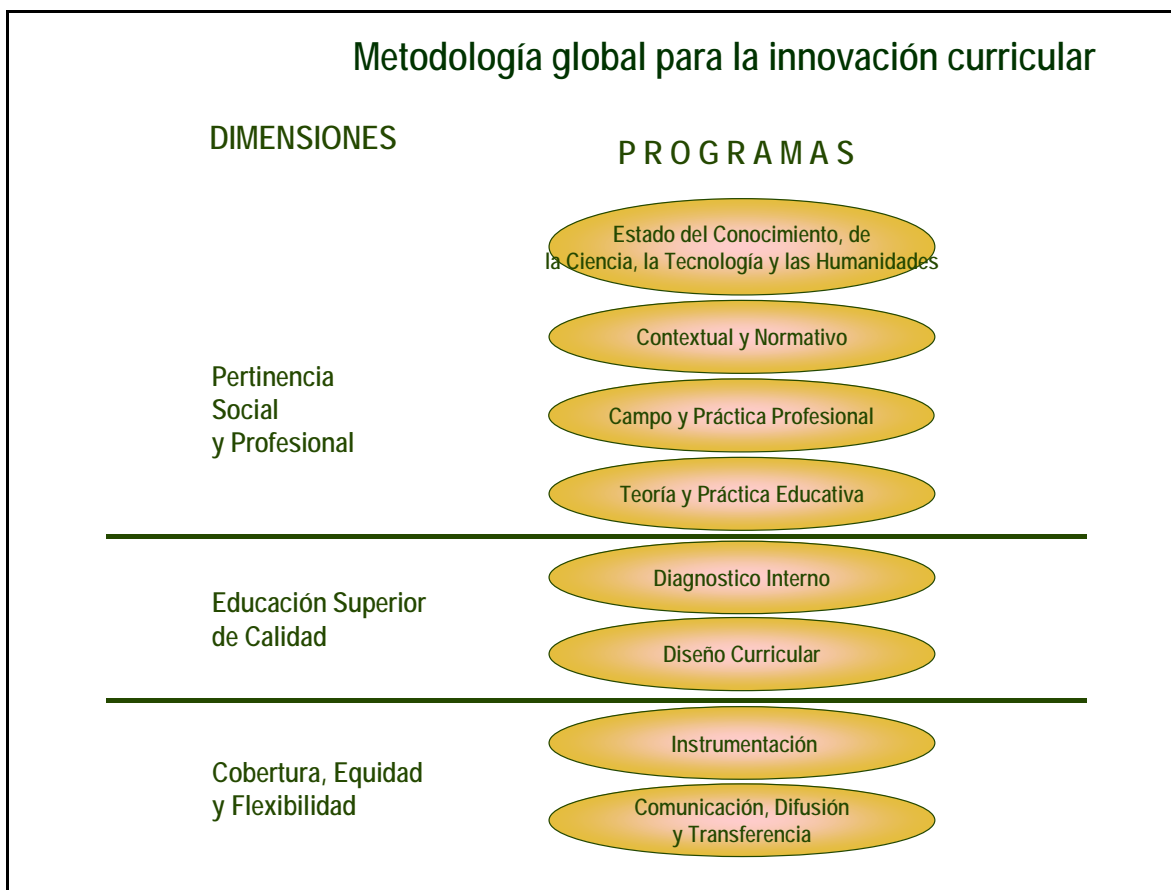 Metodología global para la innovación curricular
DIMENSIONES
P R O G R A M A S
Estado del Conocimiento, de
la Ciencia, la Tecnología y las Humanidades
Contextual y Normativo
Pertinencia
Social
y Profesional
Campo y Práctica Profesional
Teoría y Práctica Educativa
Educación Superior
de Calidad
Diagnostico Interno
Diseño Curricular
Cobertura, Equidad
y Flexibilidad
Instrumentación
Comunicación, Difusión
y Transferencia